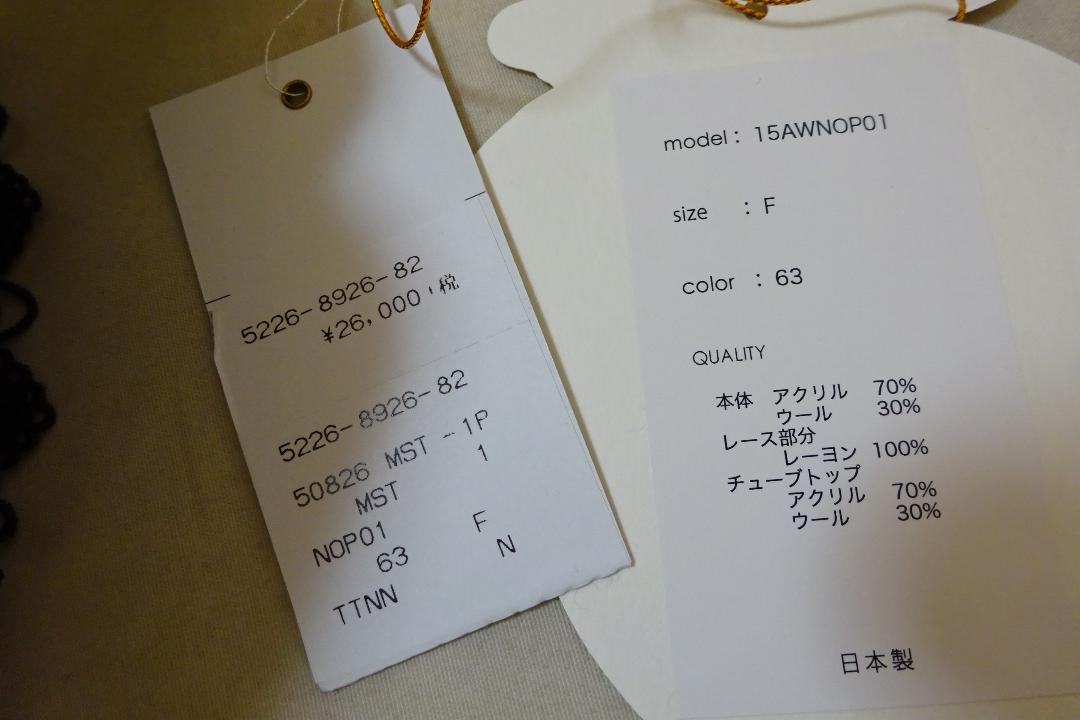 5226-8926-82
¥26,000+税
5226-8926-82
50826 MST -1P
MST 1
NOP01
63 F
TTNN N
model : 15AWNOP01
size : F
color : 63
QUALITY
本体 アクリル 70%
ウール 30%
レース部分
レーヨン 100%
チューブトップ
アクリル 70%
ウール 30%
日本製